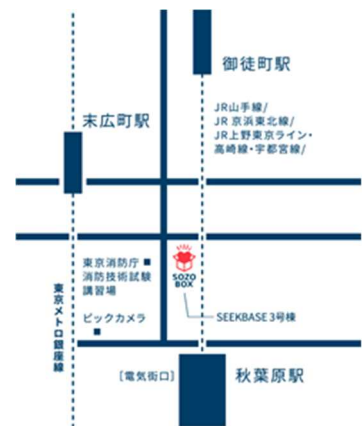 御徒町駅
JR山手線/
JR 京浜東北線/
JR上野東京ライン・
高崎線・宇都宮線/
末広町駅
東京消防庁
消防技術試験
講習場
SOZO
BOX
ビックカメラ
SEEKBASE 3号棟
東京メトロ銀座線
[電気街口]
秋葉原駅